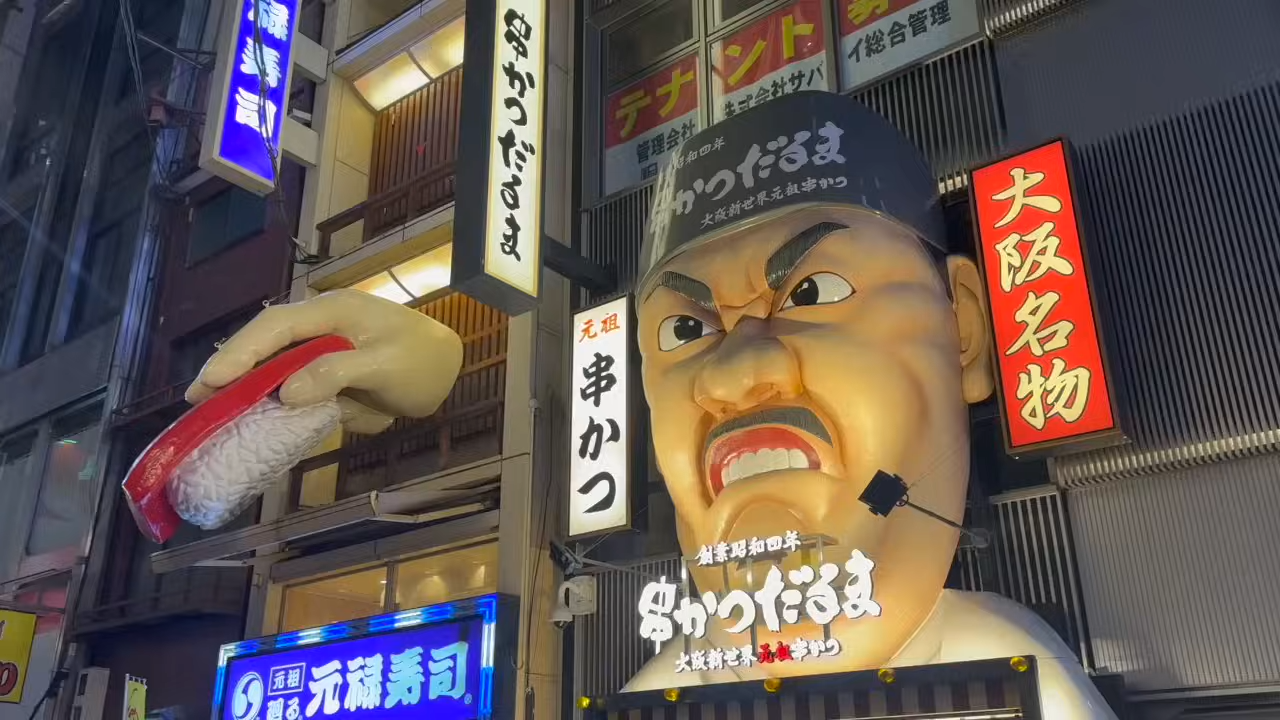 禄寿司
串かつだるま
テナント
管理会社
株式会社サバ
イ総合管理
昭和四年
串かつだるま
大阪新世界元祖串かつ
大阪名物
元祖
串かつ
創業昭和四年
串かつだるま
大阪新世界元祖串かつ
元祖
廻る
元禄寿司